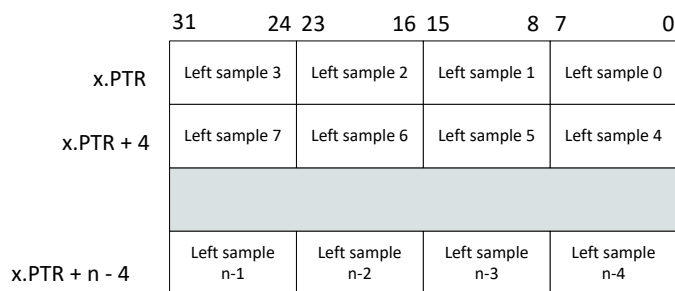 31 24 23 16 15 8 7 0
x.PTR Left sample 3 Left sample 2 Left sample 1 Left sample 0
x.PTR + 4 Left sample 7 Left sample 6 Left sample 5 Left sample 4
x.PTR + n - 4 Left sample n-1 Left sample n-2 Left sample n-3 Left sample n-4